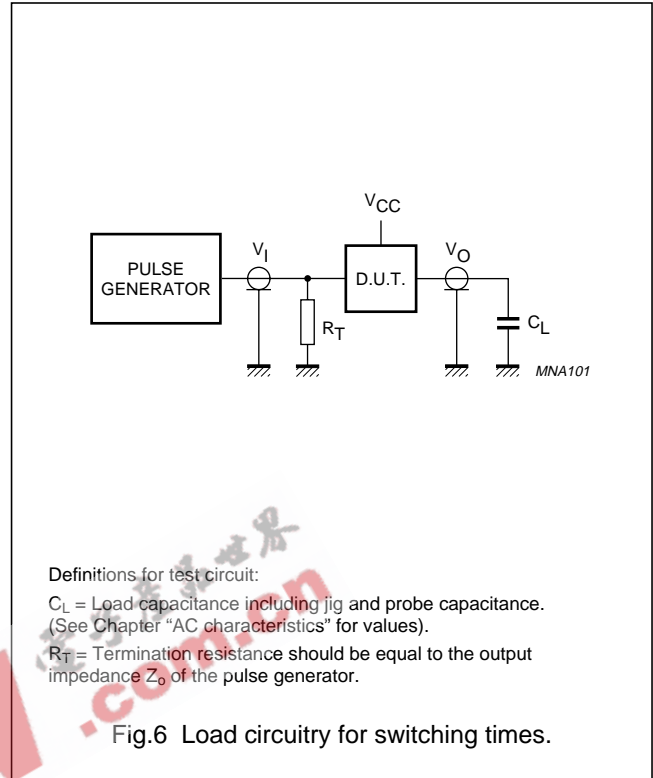 VCC
VI
VO
PULSE
GENERATOR
D.U.T.
RT
CL
MNA101
Definitions for test circuit:
CL = Load capacitance including jig and probe capacitance.
(See Chapter “AC characteristics” for values).
RT = Termination resistance should be equal to the output
impedance Zo of the pulse generator.
.com.cn
Fig.6 Load circuitry for switching times.